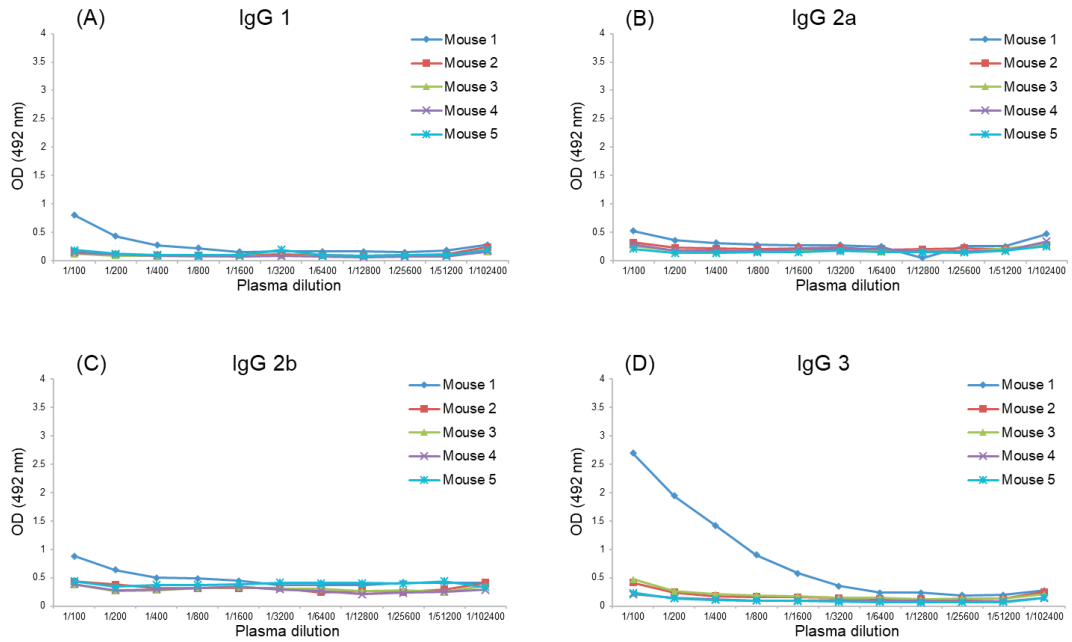 (A) IgG 1
4
3.5
3
2.5
2
1.5
1
0.5
0
OD (492 nm)
Mouse 1
Mouse 2
Mouse 3
Mouse 4
Mouse 5
1/100 1/200 1/400 1/800 1/1600 1/3200 1/6400 1/12800 1/25600 1/51200 1/102400
Plasma dilution
(B) IgG 2a
4
3.5
3
2.5
2
1.5
1
0.5
0
OD (492 nm)
Mouse 1
Mouse 2
Mouse 3
Mouse 4
Mouse 5
1/100 1/200 1/400 1/800 1/1600 1/3200 1/6400 1/12800 1/25600 1/51200 1/102400
Plasma dilution
(C) IgG 2b
4
3.5
3
2.5
2
1.5
1
0.5
0
OD (492 nm)
Mouse 1
Mouse 2
Mouse 3
Mouse 4
Mouse 5
1/100 1/200 1/400 1/800 1/1600 1/3200 1/6400 1/12800 1/25600 1/51200 1/102400
Plasma dilution
(D) IgG 3
4
3.5
3
2.5
2
1.5
1
0.5
0
OD (492 nm)
Mouse 1
Mouse 2
Mouse 3
Mouse 4
Mouse 5
1/100 1/200 1/400 1/800 1/1600 1/3200 1/6400 1/12800 1/25600 1/51200 1/102400
Plasma dilution